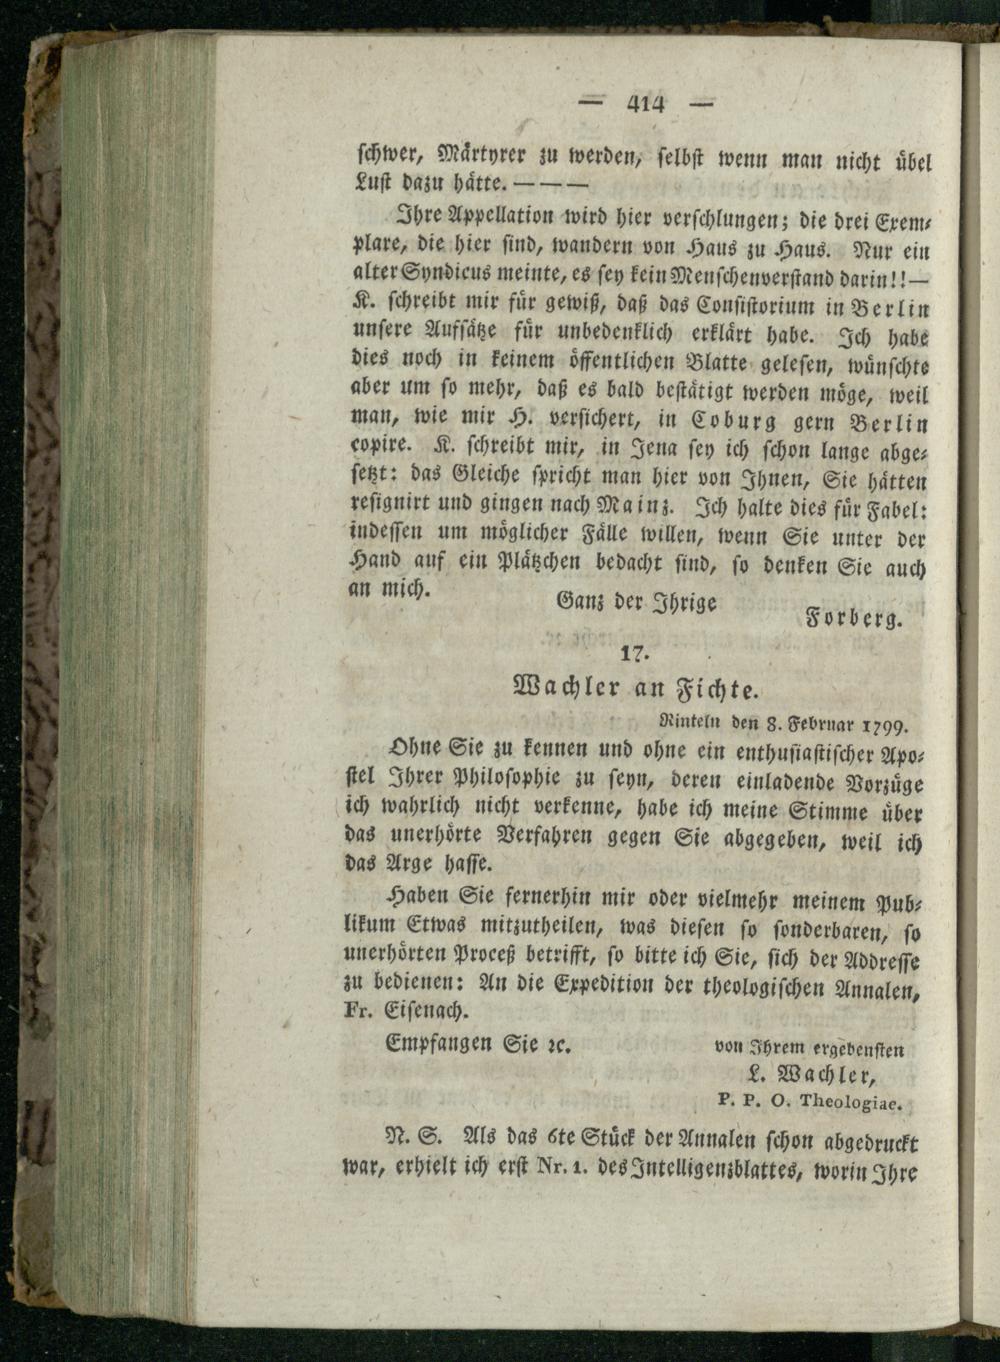 — 414 —
schwer, Märtyrer zu werden, selbst wenn man nicht übel
Lust dazu hätte. — — —
Ihre Appellation wird hier verschlungen; die drei Exem-
plare, die hier sind, wandern von Haus zu Haus. Nur ein
alter Syndicus meinte, es sey kein Menschenverstand darin!! —
K. schreibt mir für gewiß, daß das Consistorium in Berlin
unsere Aufsätze für unbedenklich erklärt habe. Ich habe
dies noch in keinem öffentlichen Blatte gelesen, wünschte
aber um so mehr, daß es bald bestätigt werden möge, weil
man, wie mir H. versichert, in Coburg gern Berlin
copire. K. schreibt mir, in Jena sey ich schon lange abge-
setzt: das Gleiche spricht man hier von Ihnen, Sie hätten
resignirt und gingen nach Mainz. Ich halte dies für Fabel:
indessen um möglicher Fälle willen, wenn Sie unter der
Hand auf ein Plätzchen bedacht sind, so denken Sie auch
an mich.
Ganz der Ihrige
Forberg.
17.
Wachler an Fichte.
Rinteln den 8. Februar 1799.
Ohne Sie zu kennen und ohne ein enthusiastischer Apo-
stel Ihrer Philosophie zu seyn, deren einladende Vorzüge
ich wahrlich nicht verkenne, habe ich meine Stimme über
das unerhörte Verfahren gegen Sie abgegeben, weil ich
das Arge hasse.
Haben Sie fernerhin mir oder vielmehr meinem Pub-
likum Etwas mitzutheilen, was diesen so sonderbaren, so
unerhörten Proceß betrifft, so bitte ich Sie, sich der Addresse
zu bedienen: An die Expedition der theologischen Annalen,
Fr. Eisenach.
Empfangen Sie ꝛc.
von Ihrem ergebensten
L. Wachler,
P. P. O. Theologiae.
N. S. Als das 6te Stück der Annalen schon abgedruckt
war, erhielt ich erst Nr. 1. des Intelligenzblattes, worin Ihre